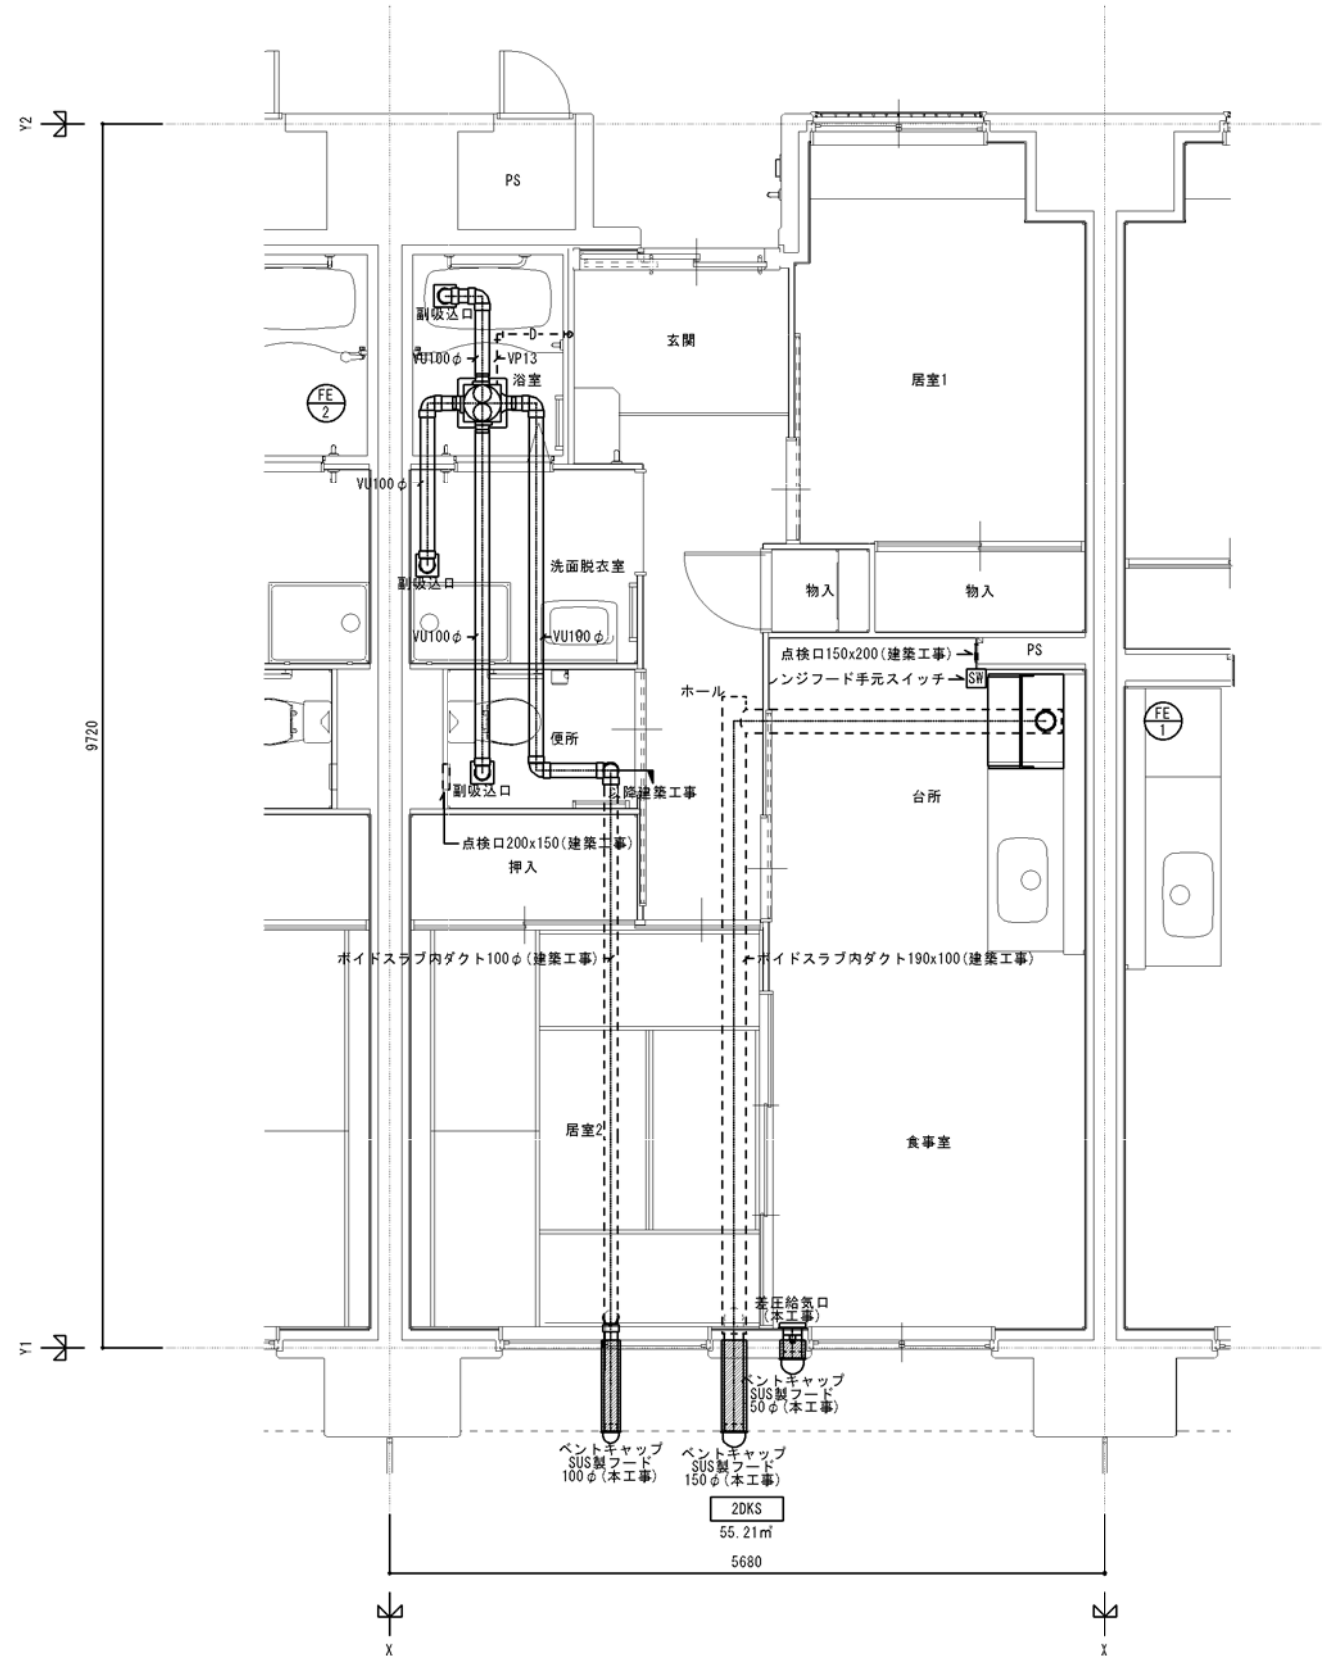 Y2
PS
副吸込口
D
玄関
VU100φ
VP13
浴室
居室1
FE
2
VU100φ
洗面脱衣室
副吸込口
物入
物入
VU100φ
VU100φ
点検口150x200(建築工事)
PS
ンジフード手元スイッチ
SW
ホール
FE
1
9720
便所
副吸込口
降建築工事
台所
点検口200x150(建築工事)
押入
ボイドスラブ内ダクト100φ(建築工事)
ボイドスラブ内ダクト190x100(建築工事)
居室2
食事室
差圧給気口
(本工事)
Y1
ベントキャップ
SUS製フード
50φ(本工事)
ベントキャップ
SUS製フード
100φ(本工事)
ベントキャップ
SUS製フード
150φ(本工事)
2DKS
55.21㎡
5680
X
X